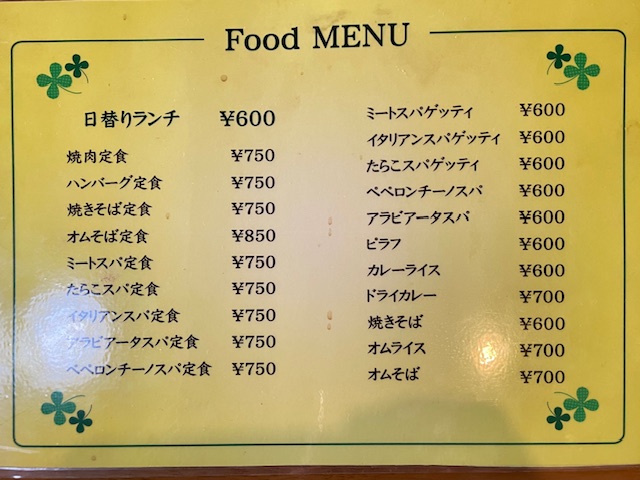 Food MENU
日替りランチ ¥600
焼肉定食 ¥750
ハンバーグ定食 ¥750
焼きそば定食 ¥750
オムそば定食 ¥850
ミートスパ定食 ¥750
たらこスパ定食 ¥750
イタリアンスパ定食 ¥750
アラビアータスパ定食 ¥750
ペペロンチーノスパ定食 ¥750
ミートスパゲッティ ¥600
イタリアンスパゲッティ ¥600
たらこスパゲッティ ¥600
ペペロンチーノスパ ¥600
アラビアータスパ ¥600
ピラフ ¥600
カレーライス ¥600
ドライカレー ¥700
焼きそば ¥600
オムライス ¥700
オムそば ¥700